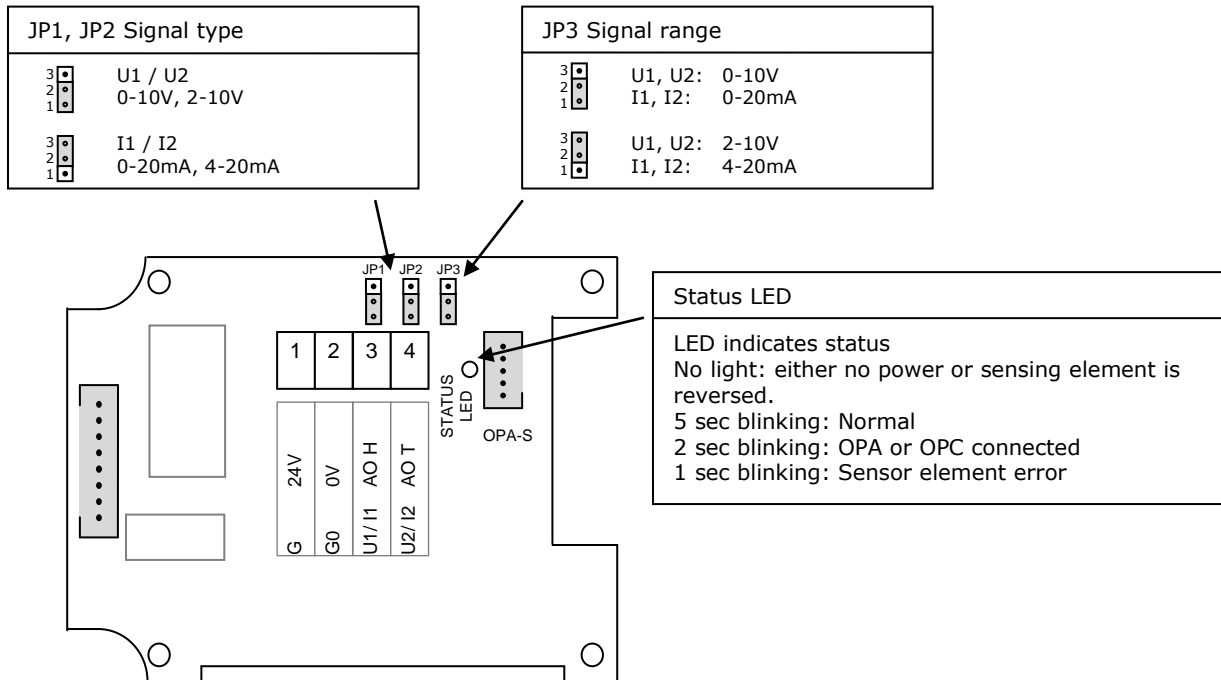 JP1, JP2 Signal type
3
2
1
U1 / U2
0-10V, 2-10V
3
2
1
I1 / I2
0-20mA, 4-20mA
JP3 Signal range
3
2
1
U1, U2: 0-10V
I1, I2: 0-20mA
3
2
1
U1, U2: 2-10V
I1, I2: 4-20mA
JP1 JP2 JP3
1 2 3 4
STATUS
LED
OPA-S
G 24V
G0 0V
U1/ I1 AO H
U2/ I2 AO T
Status LED
LED indicates status
No light: either no power or sensing element is
reversed.
5 sec blinking: Normal
2 sec blinking: OPA or OPC connected
1 sec blinking: Sensor element error